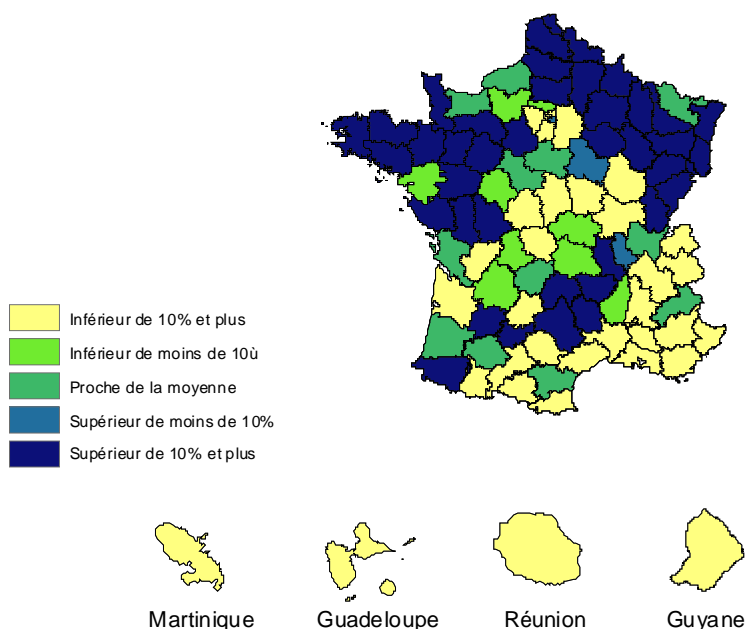 Inférieur de 10% et plus
Inférieur de moins de 10ù
Proche de la moyenne
Supérieur de moins de 10%
Supérieur de 10% et plus
Martinique
Guadeloupe
Réunion
Guyane